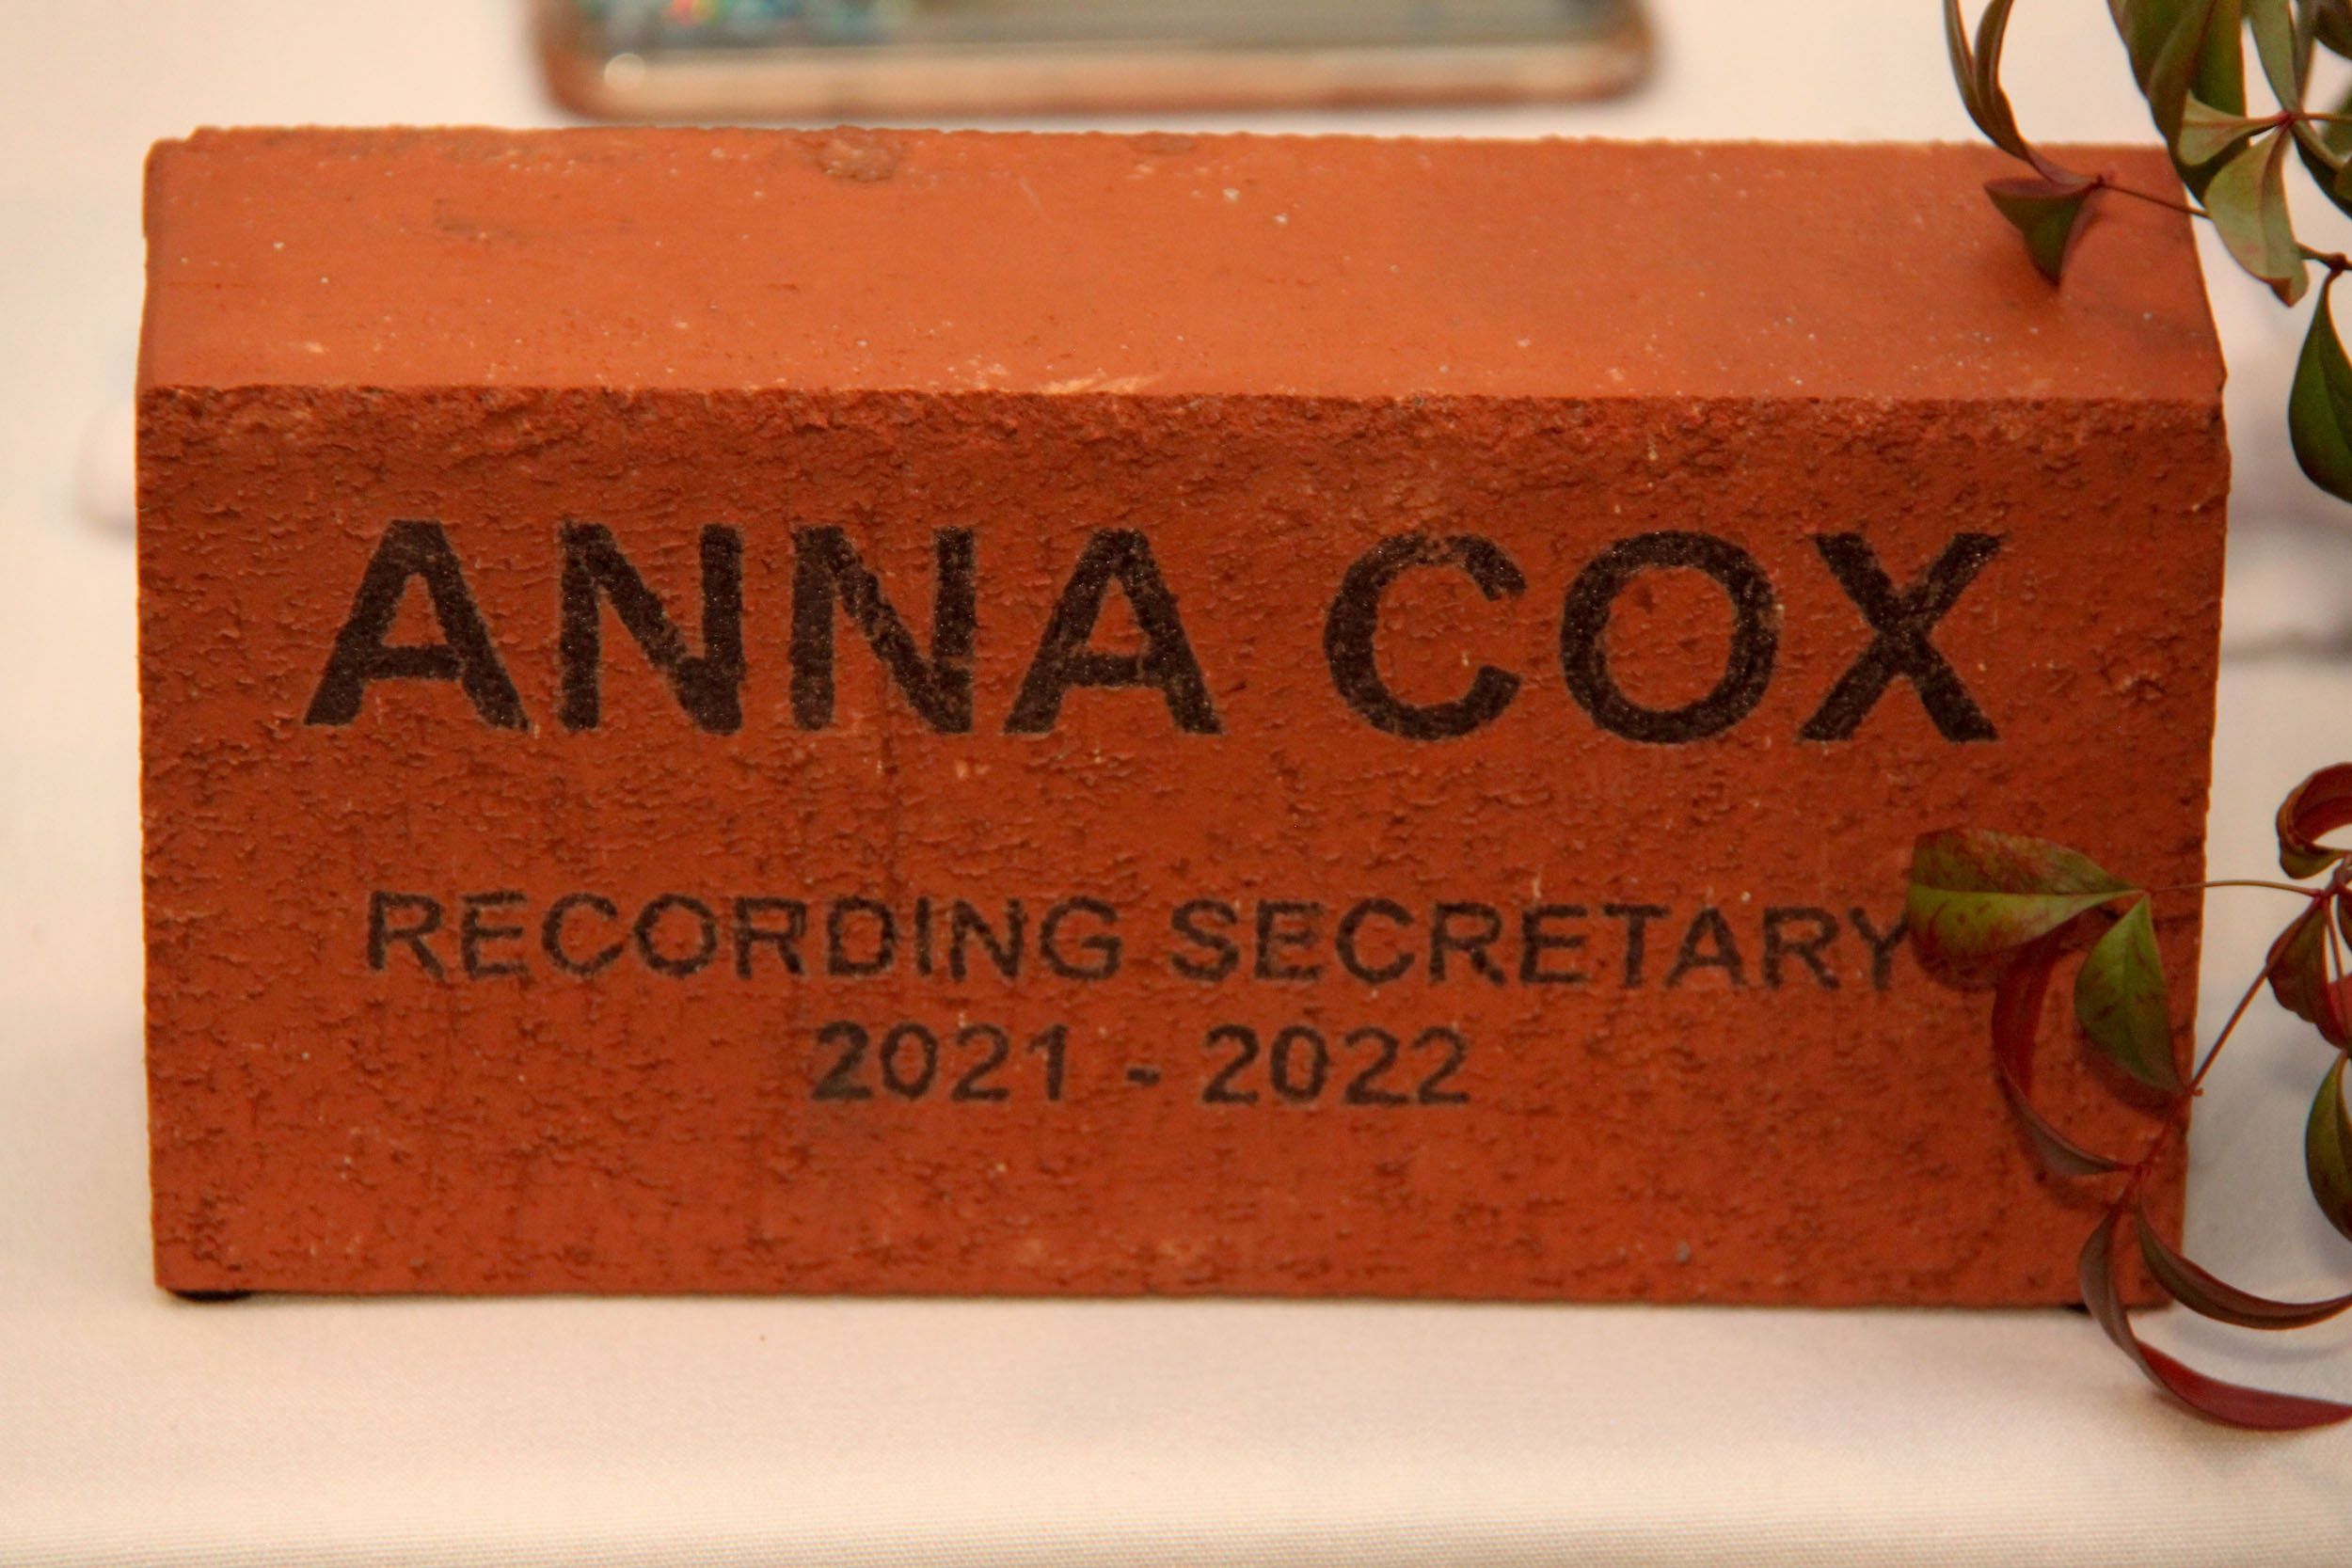 ANNA COX
RECORDING SECRETARY
2021 - 2022